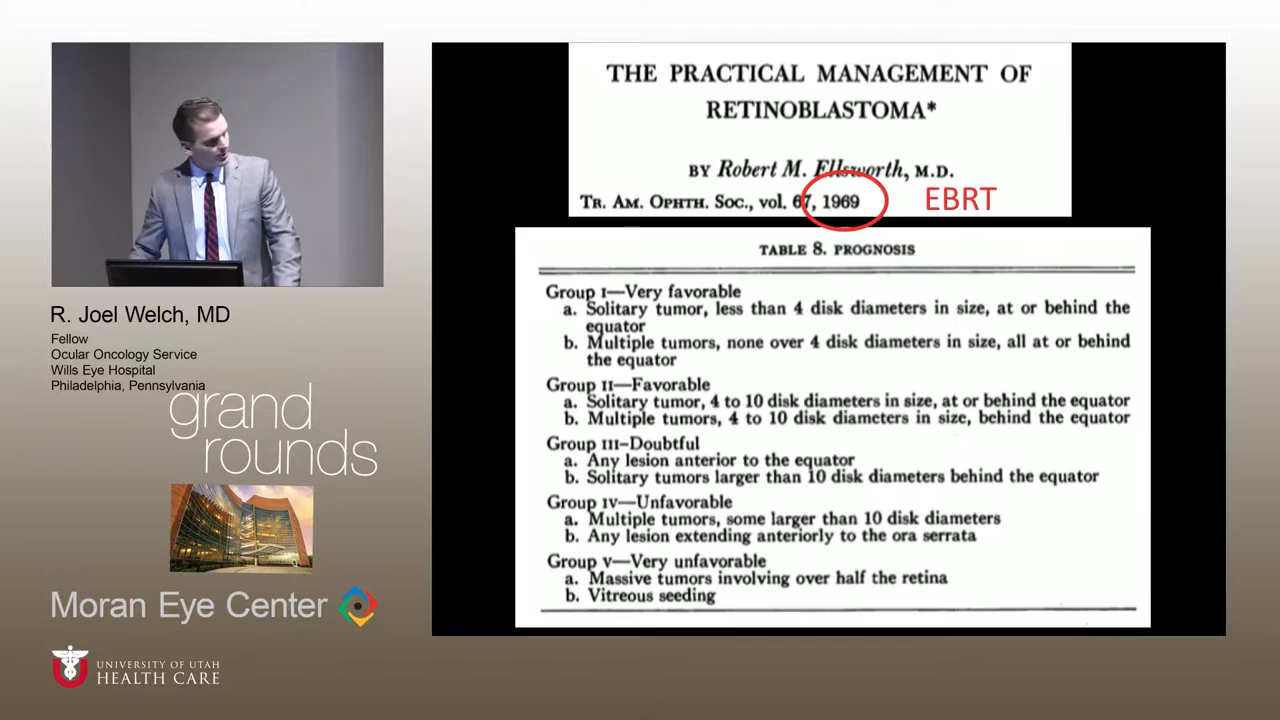 THE PRACTICAL MANAGEMENT OF
RETINOBLASTOMA*
BY Robert M. Ellsworth, M.D.
TR. AM. OPHTH. SOC., vol. 67, 1969
EBRT
TABLE 8. PROGNOSIS
Group I—Very favorable
a. Solitary tumor, less than 4 disk diameters in size, at or behind the
equator
b. Multiple tumors, none over 4 disk diameters in size, all at or behind
the equator
Group II—Favorable
a. Solitary tumor, 4 to 10 disk diameters in size, at or behind the equator
b. Multiple tumors, 4 to 10 disk diameters in size, behind the equator
Group III–Doubtful
a. Any lesion anterior to the equator
b. Solitary tumors larger than 10 disk diameters behind the equator
Group IV—Unfavorable
a. Multiple tumors, some larger than 10 disk diameters
b. Any lesion extending anteriorly to the ora serrata
Group V—Very unfavorable
a. Massive tumors involving over half the retina
b. Vitreous seeding
R. Joel Welch, MD
Fellow
Ocular Oncology Service
Wills Eye Hospital
Philadelphia, Pennsylvania
grand
rounds
Moran Eye Center
U
UNIVERSITY OF UTAH
HEALTH CARE